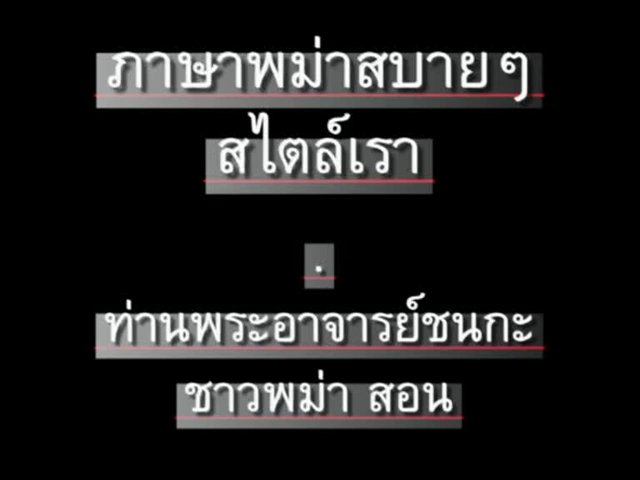 ภาษาพม่าสบายๆ
สไตล์เรา
.
ท่านพระอาจารย์ชนกะ
ชาวพม่า สอน